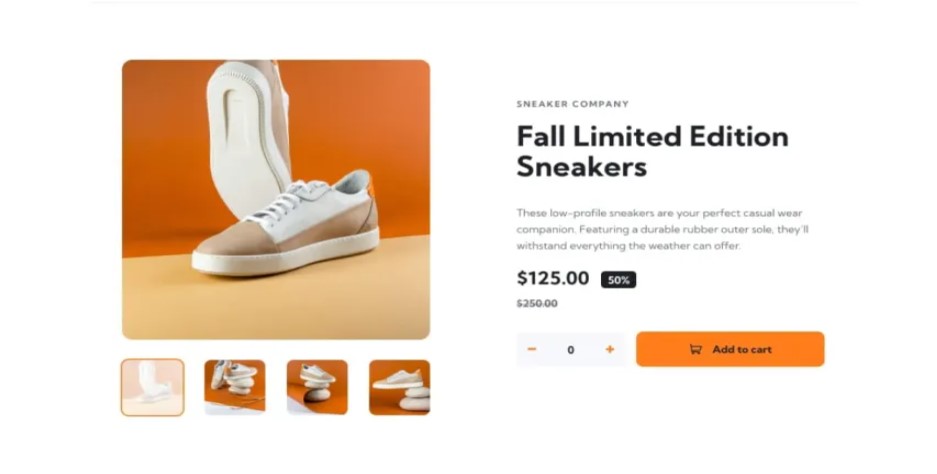 SNEAKER COMPANY
Fall Limited Edition
Sneakers
These low-profile sneakers are your perfect casual wear
companion. Featuring a durable rubber outer sole, they'll
withstand everything the weather can offer.
$125.00 50%
$250.00
0 Add to cart